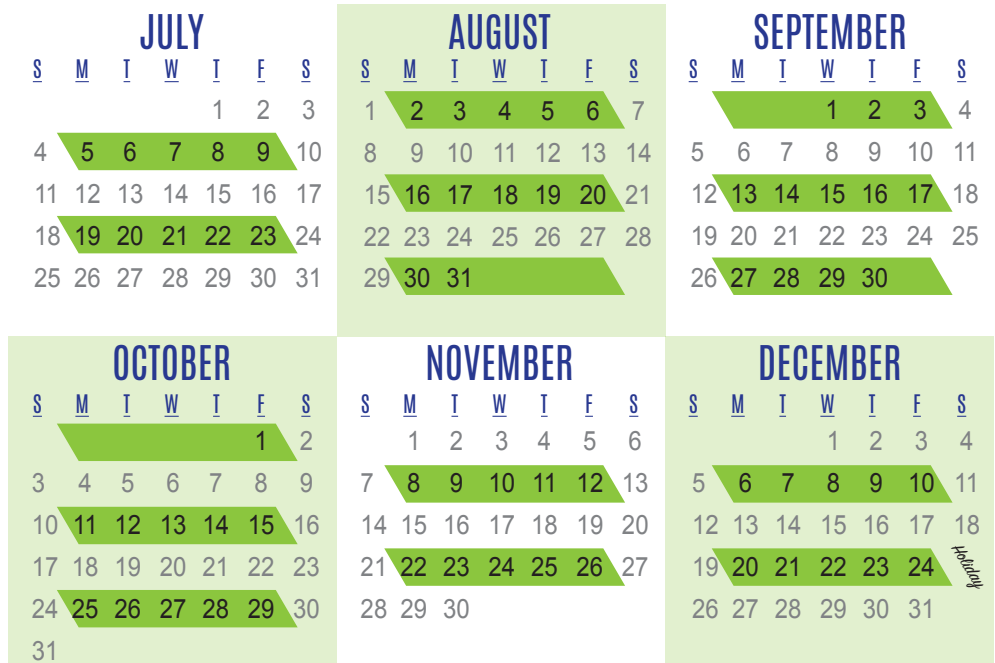 JULY
S M T W T F S
1 2 3
4 5 6 7 8 9 10
11 12 13 14 15 16 17
18 19 20 21 22 23 24
25 26 27 28 29 30 31
AUGUST
S M T W T F S
1 2 3 4 5 6 7
8 9 10 11 12 13 14
15 16 17 18 19 20 21
22 23 24 25 26 27 28
29 30 31
SEPTEMBER
S M T W T F S
1 2 3 4
5 6 7 8 9 10 11
12 13 14 15 16 17 18
19 20 21 22 23 24 25
26 27 28 29 30
OCTOBER
S M T W T F S
1 2
3 4 5 6 7 8 9
10 11 12 13 14 15 16
17 18 19 20 21 22 23
24 25 26 27 28 29 30
31
NOVEMBER
S M T W T F S
1 2 3 4 5 6
7 8 9 10 11 12 13
14 15 16 17 18 19 20
21 22 23 24 25 26 27
28 29 30
DECEMBER
S M T W T F S
1 2 3 4
5 6 7 8 9 10 11
12 13 14 15 16 17 18
19 20 21 22 23 24 Holiday
26 27 28 29 30 31